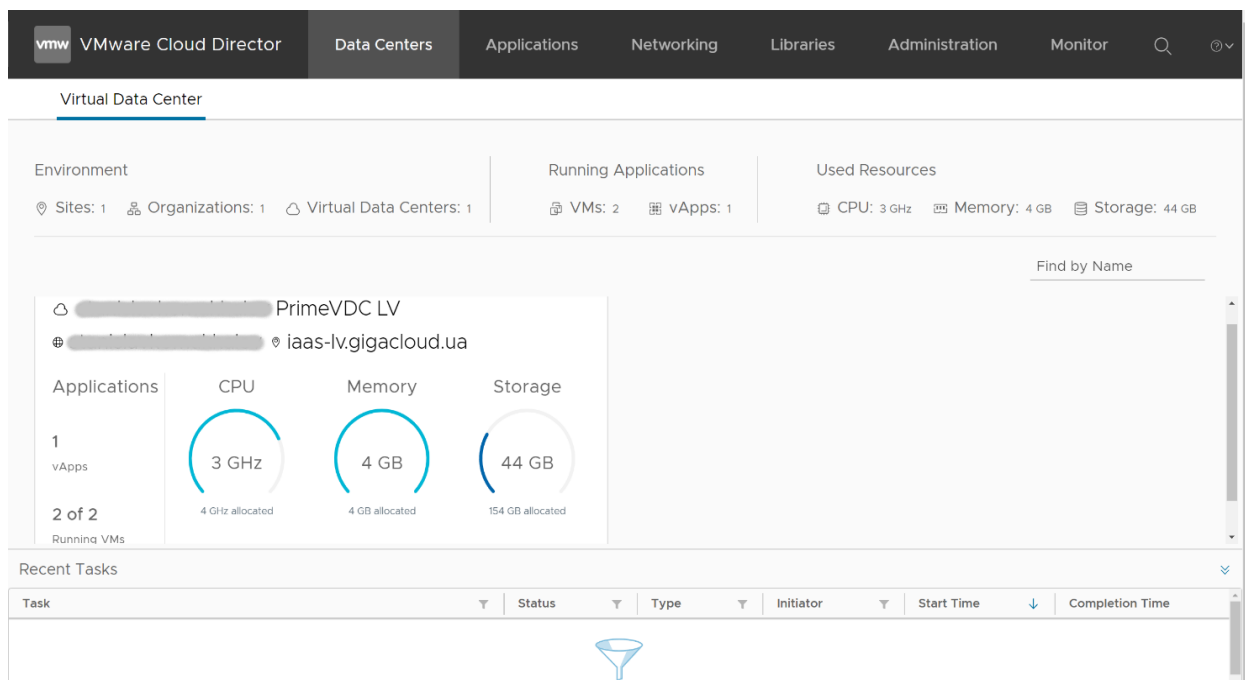 vmw VMware Cloud Director Data Centers Applications Networking Libraries Administration Monitor
Virtual Data Center
Environment Running Applications Used Resources
Sites: 1 Organizations: 1 Virtual Data Centers: 1 VMs: 2 vApps: 1 CPU: 3 GHz Memory: 4 GB Storage: 44 GB
Find by Name
PrimeVDC LV
iaas-lv.gigacloud.ua
Applications CPU Memory Storage
1
vApps
3 GHz 4 GB 44 GB
2 of 2
4 GHz allocated 4 GB allocated 154 GB allocated
Running VMs
Recent Tasks
Task Status Type Initiator Start Time Completion Time